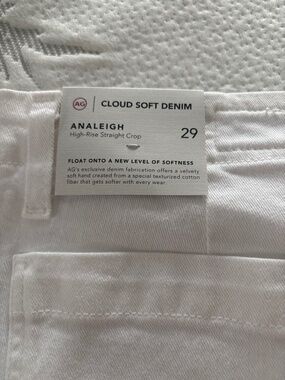 AG | CLOUD SOFT DENIM
ANALEIGH
High-Rise Straight Crop
29
FLOAT ONTO A NEW LEVEL OF SOFTNESS
AG's exclusive denim fabrication offers a velvety
soft hand created from a special texturized cotton
fiber that gets softer with every wear.